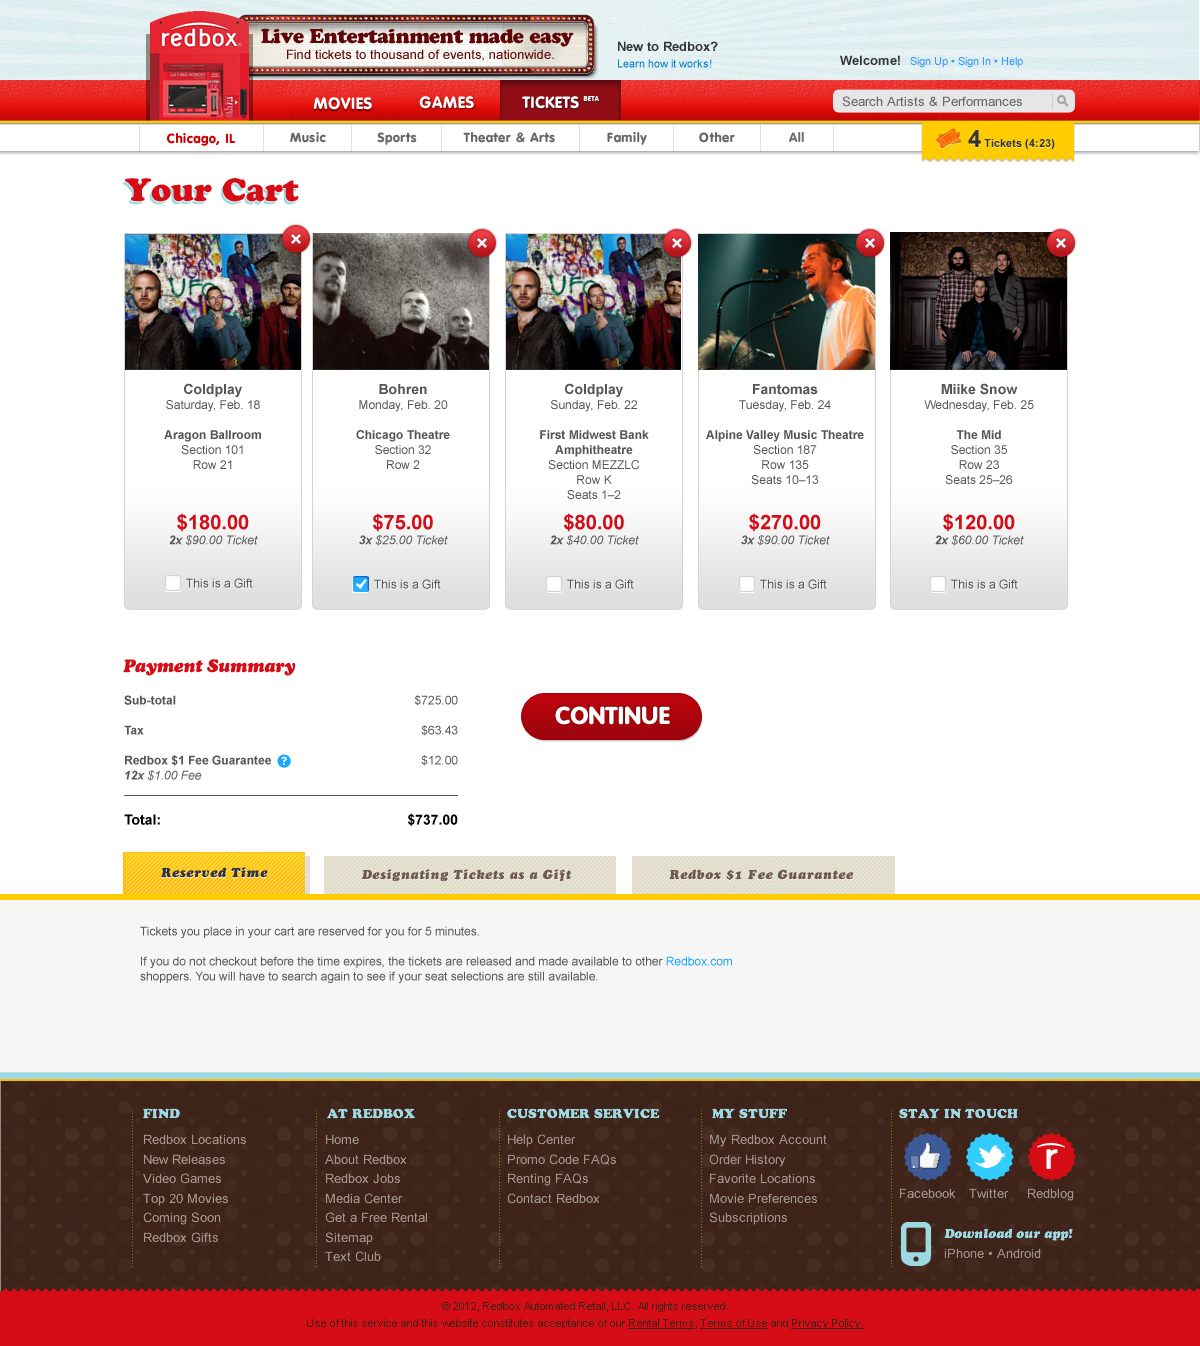 redbox.
Live Entertainment made easy
Find tickets to thousand of events, nationwide.
New to Redbox?
Learn how it works!
Welcome! Sign Up • Sign In • Help
MOVIES
GAMES
TICKETS BETA
Search Artists & Performances
Chicago, IL
Music
Sports
Theater & Arts
Family
Other
All
4 Tickets (4:23)
Your Cart
Coldplay
Saturday, Feb. 18
Aragon Ballroom
Section 101
Row 21
$180.00
2x $90.00 Ticket
This is a Gift
Bohren
Monday, Feb. 20
Chicago Theatre
Section 32
Row 2
$75.00
3x $25.00 Ticket
This is a Gift
Coldplay
Sunday, Feb. 22
First Midwest Bank
Amphitheatre
Section MEZZLC
Row K
Seats 1–2
$80.00
2x $40.00 Ticket
This is a Gift
Fantomas
Tuesday, Feb. 24
Alpine Valley Music Theatre
Section 187
Row 135
Seats 10–13
$270.00
3x $90.00 Ticket
This is a Gift
Miike Snow
Wednesday, Feb. 25
The Mid
Section 35
Row 23
Seats 25–26
$120.00
2x $60.00 Ticket
This is a Gift
Payment Summary
Sub-total $725.00
Tax $63.43
Redbox $1 Fee Guarantee ? $12.00
12x $1.00 Fee
Total: $737.00
CONTINUE
Reserved Time
Designating Tickets as a Gift
Redbox $1 Fee Guarantee
Tickets you place in your cart are reserved for you for 5 minutes.
If you do not checkout before the time expires, the tickets are released and made available to other Redbox.com
shoppers. You will have to search again to see if your seat selections are still available.
FIND
Redbox Locations
New Releases
Video Games
Top 20 Movies
Coming Soon
Redbox Gifts
AT REDBOX
Home
About Redbox
Redbox Jobs
Media Center
Get a Free Rental
Sitemap
Text Club
CUSTOMER SERVICE
Help Center
Promo Code FAQs
Renting FAQs
Contact Redbox
MY STUFF
My Redbox Account
Order History
Favorite Locations
Movie Preferences
Subscriptions
STAY IN TOUCH
r
Facebook
Twitter
Redblog
Download our app!
iPhone • Android
© 2012, Redbox Automated Retail, LLC. All rights reserved.
Use of this service and this website constitutes acceptance of our Rental Terms, Terms of Use and Privacy Policy.